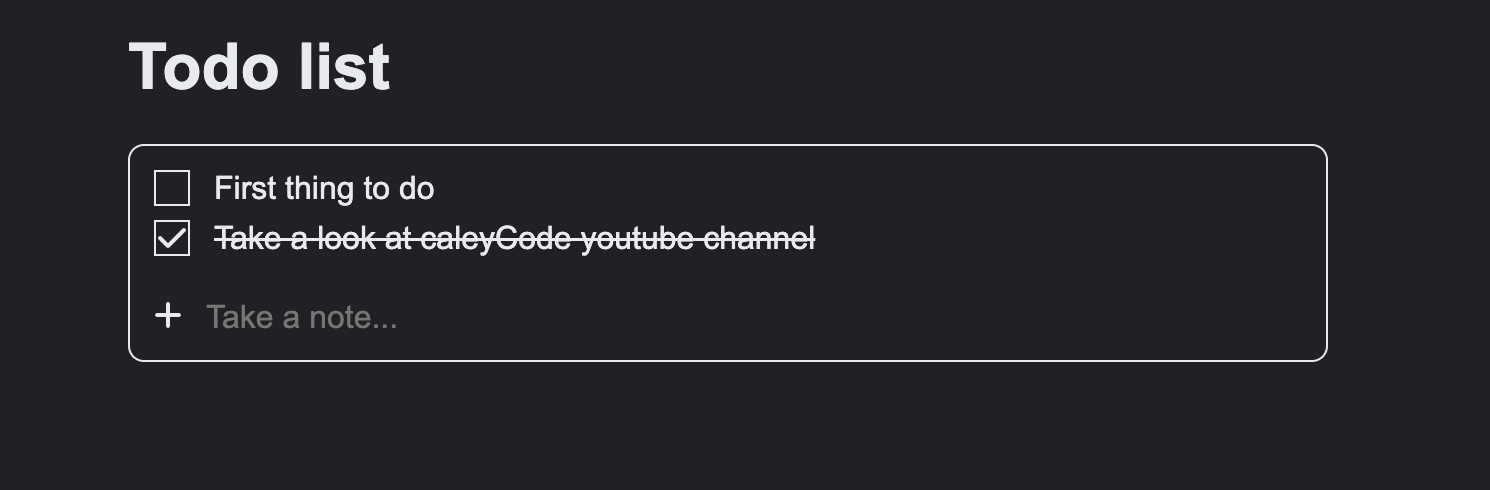 Todo list
First thing to do
Take a look at caleyCode youtube channel
Take a note...